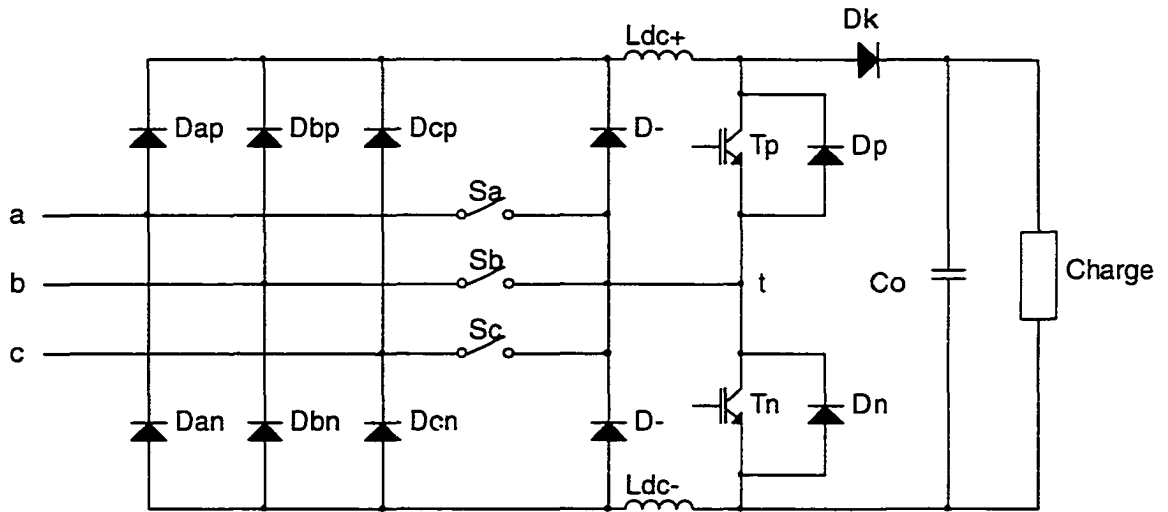 Dk
Ldc+
Dap
Dbp
Dcp
D-
Tp
Dp
a
Sa
b
Sb
t
Co
Charge
c
Sc
Dan
Dbn
Dcn
D-
Tn
Dn
Ldc-